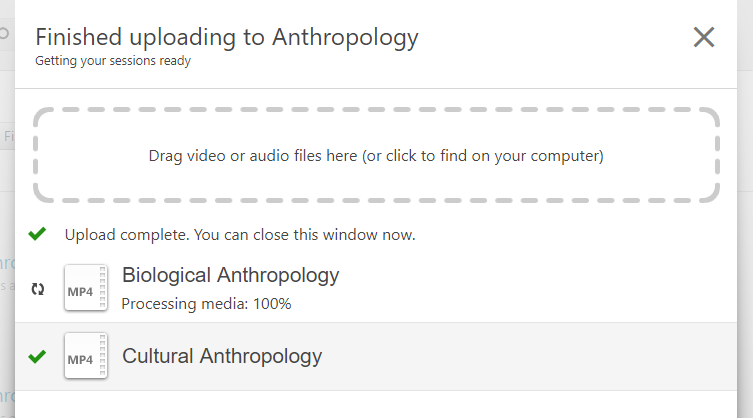 Finished uploading to Anthropology
Getting your sessions ready
Drag video or audio files here (or click to find on your computer)
Upload complete. You can close this window now.
MP4
Biological Anthropology
Processing media: 100%
MP4
Cultural Anthropology